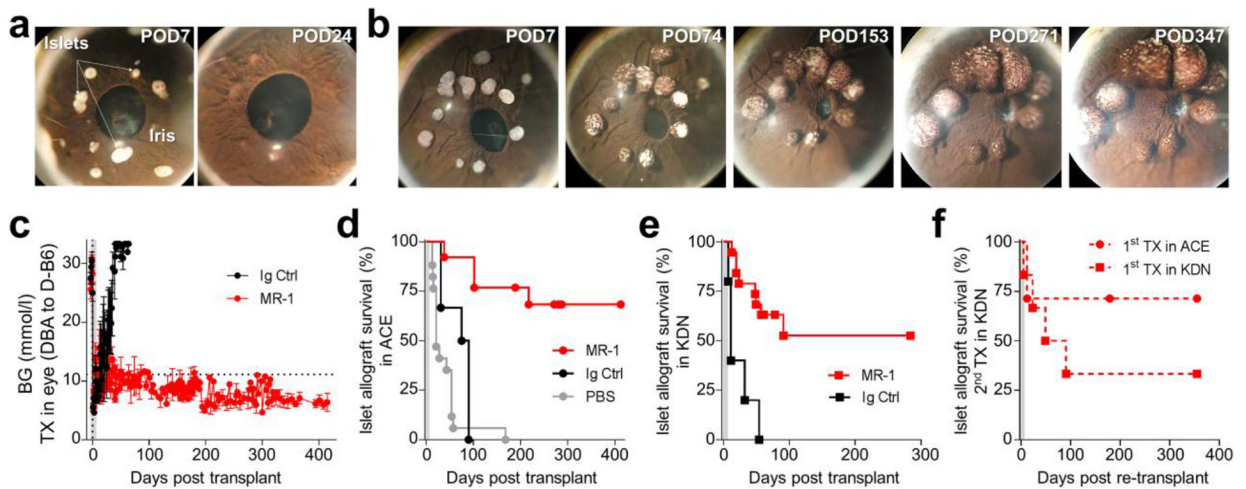 a
Islets
POD7
Iris
POD24
b
POD7
POD74
POD153
POD271
POD347
c
BG (mmol/l)
TX in eye (DBA to D-B6)
30
20
10
0
Ig Ctrl
MR-1
0 100 200 300 400
Days post transplant
d
Islet allograft survival (%)
in ACE
100
75
50
25
0
MR-1
Ig Ctrl
PBS
0 100 200 300 400
Days post transplant
e
Islet allograft survival (%)
in KDN
100
75
50
25
0
MR-1
Ig Ctrl
0 100 200 300
Days post transplant
f
Islet allograft survival (%)
2nd TX in KDN
100
75
50
25
0
1st TX in ACE
1st TX in KDN
0 100 200 300 400
Days post re-transplant